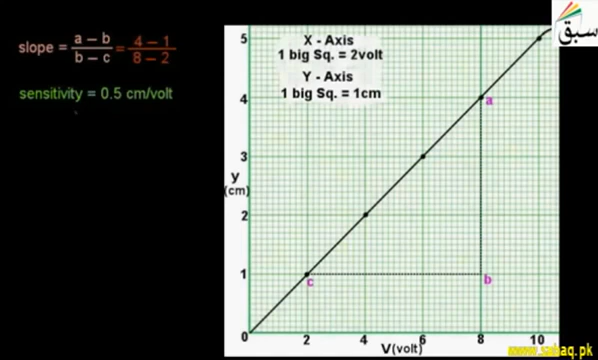 slope = a – b / b – c = 4 – 1 / 8 – 2
sensitivity = 0.5 cm/volt
X - Axis
1 big Sq. = 2volt
Y - Axis
1 big Sq. = 1cm
سبق
5
4
3
2
1
0
y
(cm)
a
b
c
2
4
6
8
10
V(volt)
www.sabaq.pk